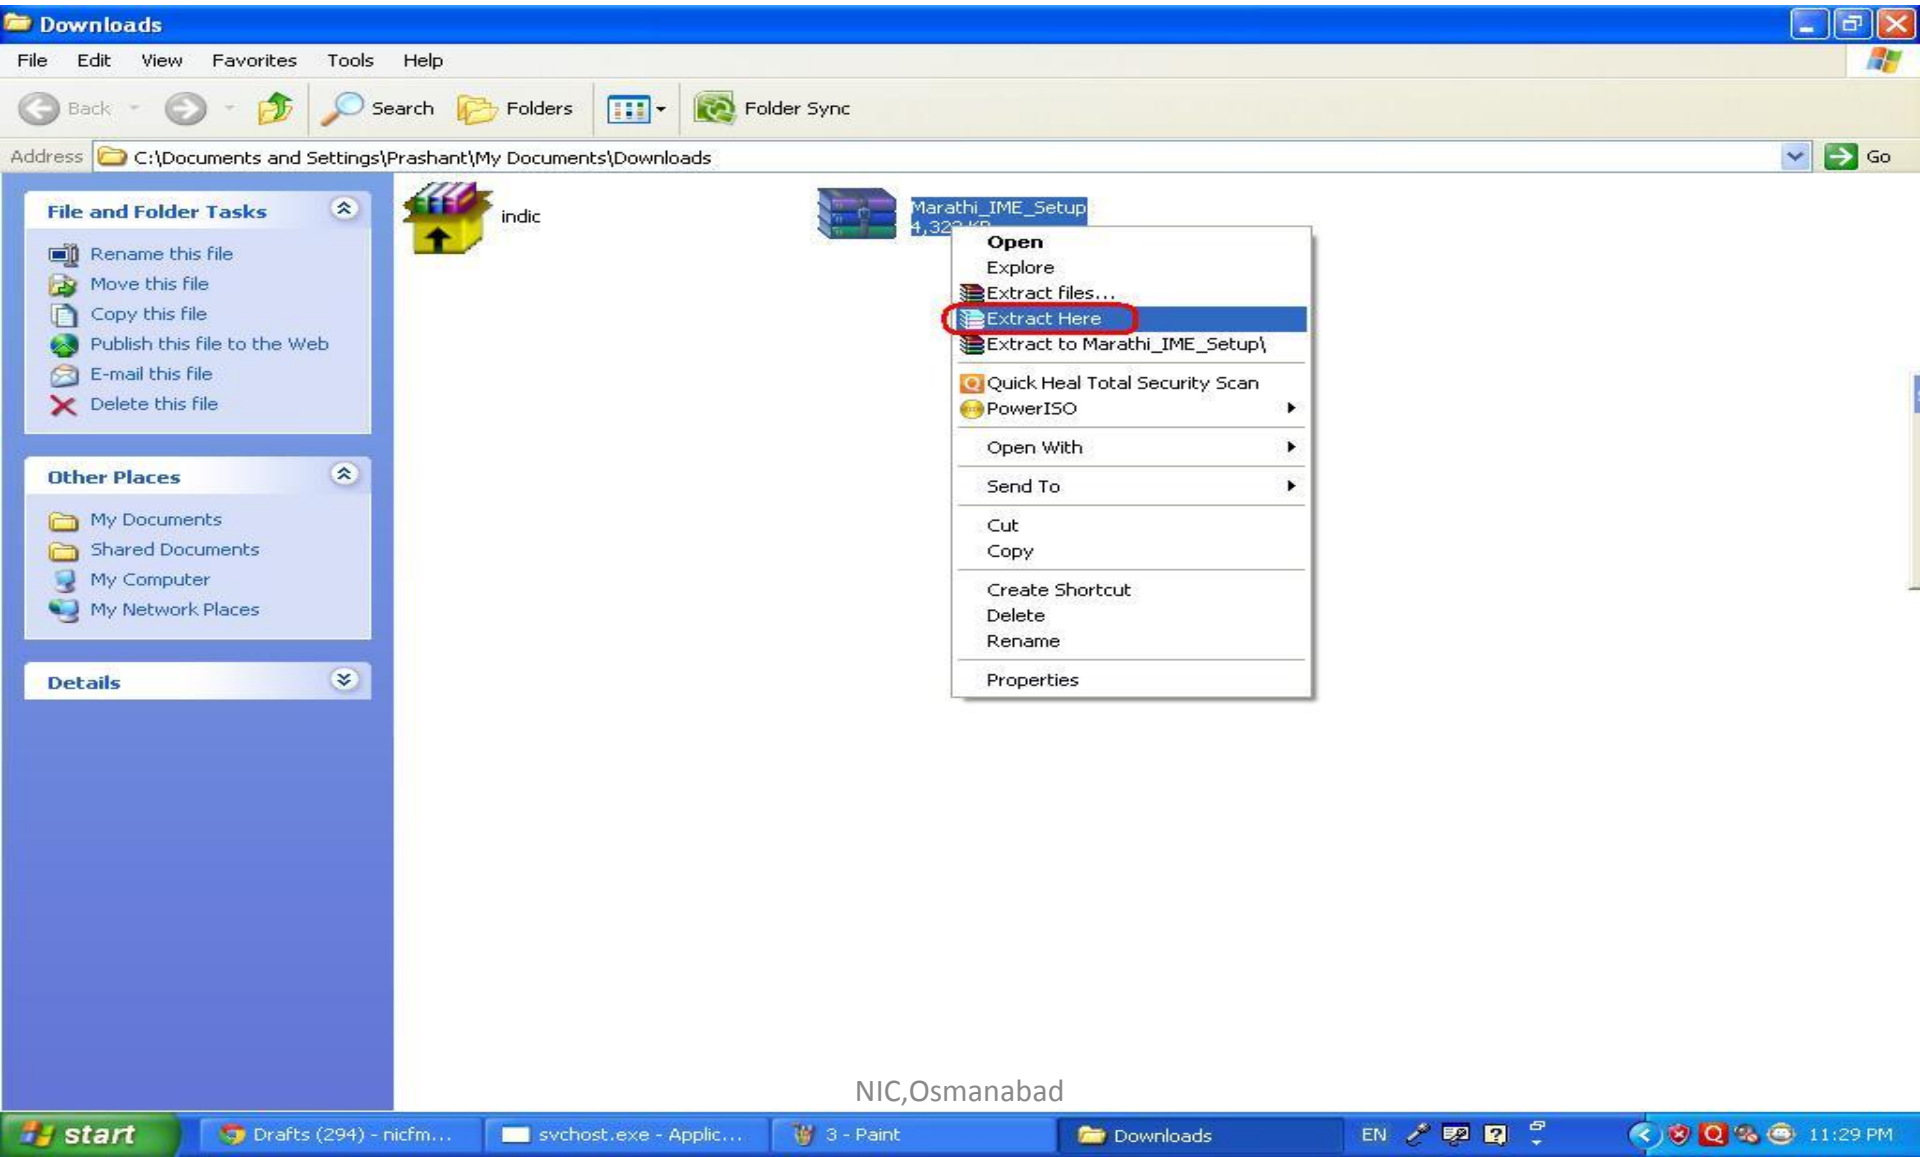 Downloads
File Edit View Favorites Tools Help
Back Search Folders Folder Sync
Address C:\Documents and Settings\Prashant\My Documents\Downloads Go
File and Folder Tasks
Rename this file
Move this file
Copy this file
Publish this file to the Web
E-mail this file
Delete this file
Other Places
My Documents
Shared Documents
My Computer
My Network Places
Details
indic
Marathi_IME_Setup
Open
Explore
Extract files...
Extract Here
Extract to Marathi_IME_Setup\
Quick Heal Total Security Scan
PowerISO
Open With
Send To
Cut
Copy
Create Shortcut
Delete
Rename
Properties
NIC,Osmanabad
start Drafts (294) - nicfm... svchost.exe - Applic... 3 - Paint Downloads EN 11:29 PM